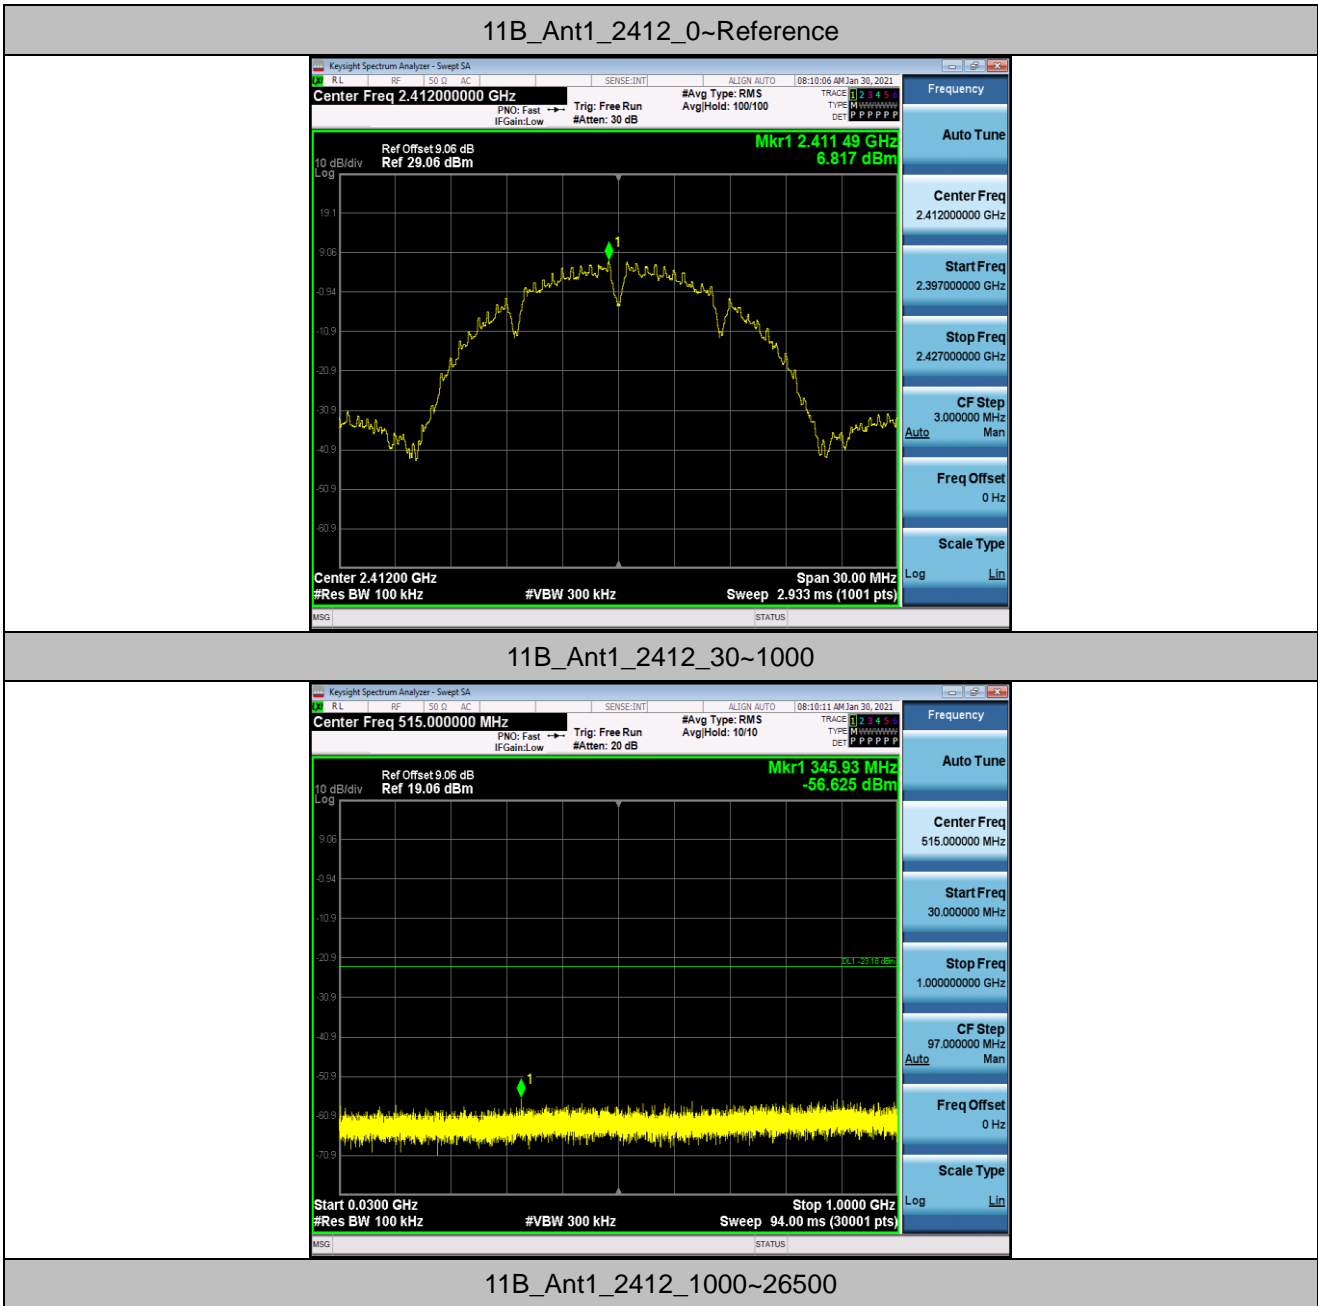 11B_Ant1_2412_0~Reference
Keysight Spectrum Analyzer - Swept SA
RL RF 50 Ω AC SENSE:INT ALIGN AUTO 08:10:06 AM Jan 30, 2021
Center Freq 2.412000000 GHz
PNO: Fast
IFGain:Low
Trig: Free Run
#Atten: 30 dB
#Avg Type: RMS
Avg|Hold: 100/100
TRACE 1 2 3 4 5 6
TYPE M W W W W W
DET P P P P P P
Frequency
Mkr1 2.411 49 GHz
6.817 dBm
Ref Offset 9.06 dB
10 dB/div Ref 29.06 dBm
Log
19.1
9.06
-0.94
-10.9
-20.9
-30.9
-40.9
-50.9
-60.9
1
Center 2.41200 GHz
Span 30.00 MHz
#Res BW 100 kHz
#VBW 300 kHz
Sweep 2.933 ms (1001 pts)
MSG
STATUS
Auto Tune
Center Freq
2.412000000 GHz
Start Freq
2.397000000 GHz
Stop Freq
2.427000000 GHz
CF Step
3.000000 MHz
Auto Man
Freq Offset
0 Hz
Scale Type
Log Lin
11B_Ant1_2412_30~1000
Keysight Spectrum Analyzer - Swept SA
RL RF 50 Ω AC SENSE:INT ALIGN AUTO 08:10:11 AM Jan 30, 2021
Center Freq 515.000000 MHz
PNO: Fast
IFGain:Low
Trig: Free Run
#Atten: 20 dB
#Avg Type: RMS
Avg|Hold: 10/10
TRACE 1 2 3 4 5 6
TYPE M W W W W W
DET P P P P P P
Frequency
Mkr1 345.93 MHz
-56.625 dBm
Ref Offset 9.06 dB
10 dB/div Ref 19.06 dBm
Log
9.06
-0.94
-10.9
-20.9
-30.9
-40.9
-50.9
-60.9
-70.9
DL1 -23.18 dBm
1
Start 0.0300 GHz
Stop 1.0000 GHz
#Res BW 100 kHz
#VBW 300 kHz
Sweep 94.00 ms (30001 pts)
MSG
STATUS
Auto Tune
Center Freq
515.000000 MHz
Start Freq
30.000000 MHz
Stop Freq
1.000000000 GHz
CF Step
97.000000 MHz
Auto Man
Freq Offset
0 Hz
Scale Type
Log Lin
11B_Ant1_2412_1000~26500